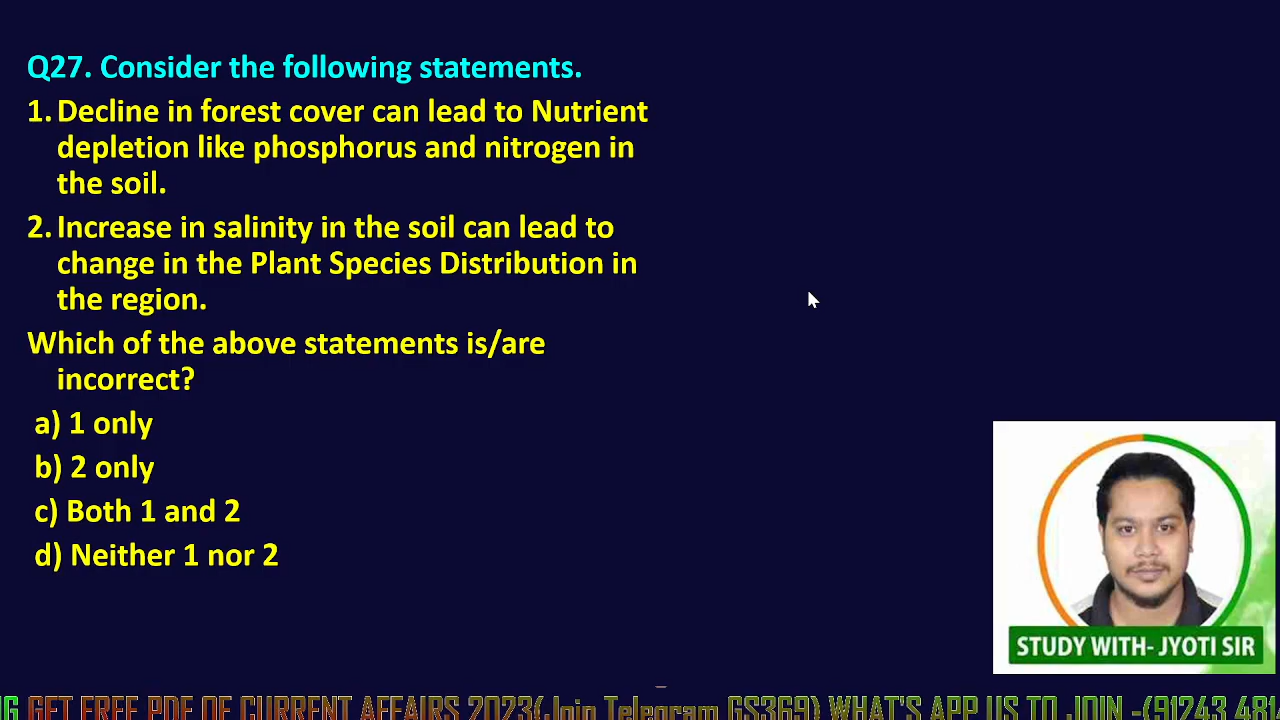 Q27. Consider the following statements.
1. Decline in forest cover can lead to Nutrient
depletion like phosphorus and nitrogen in
the soil.
2. Increase in salinity in the soil can lead to
change in the Plant Species Distribution in
the region.
Which of the above statements is/are
incorrect?
a) 1 only
b) 2 only
c) Both 1 and 2
d) Neither 1 nor 2
STUDY WITH- JYOTI SIR
GET FREE PDF OF CURRENT AFFAIRS 2023(Join Telegram GS369) WHAT'S APP US TO JOIN -(91243 481